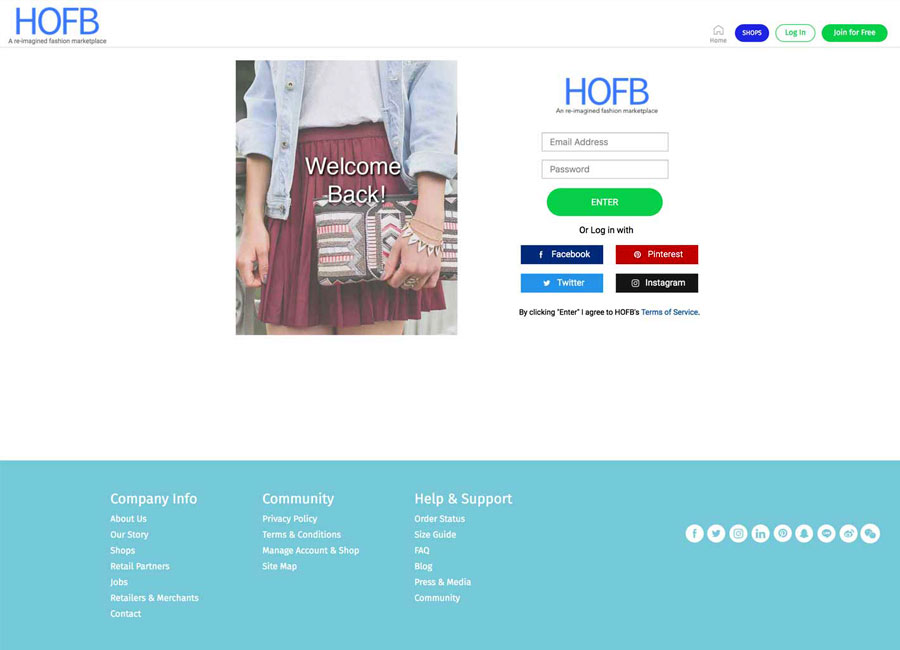 HOFB
A re-imagined fashion marketplace
Home
SHOPS
Log In
Join for Free
Welcome
Back!
HOFB
An re-imagined fashion marketplace
Email Address
Password
ENTER
Or Log in with
Facebook
Pinterest
Twitter
Instagram
By clicking "Enter" I agree to HOFB's Terms of Service.
Company Info
About Us
Our Story
Shops
Retail Partners
Jobs
Retailers & Merchants
Contact
Community
Privacy Policy
Terms & Conditions
Manage Account & Shop
Site Map
Help & Support
Order Status
Size Guide
FAQ
Blog
Press & Media
Community